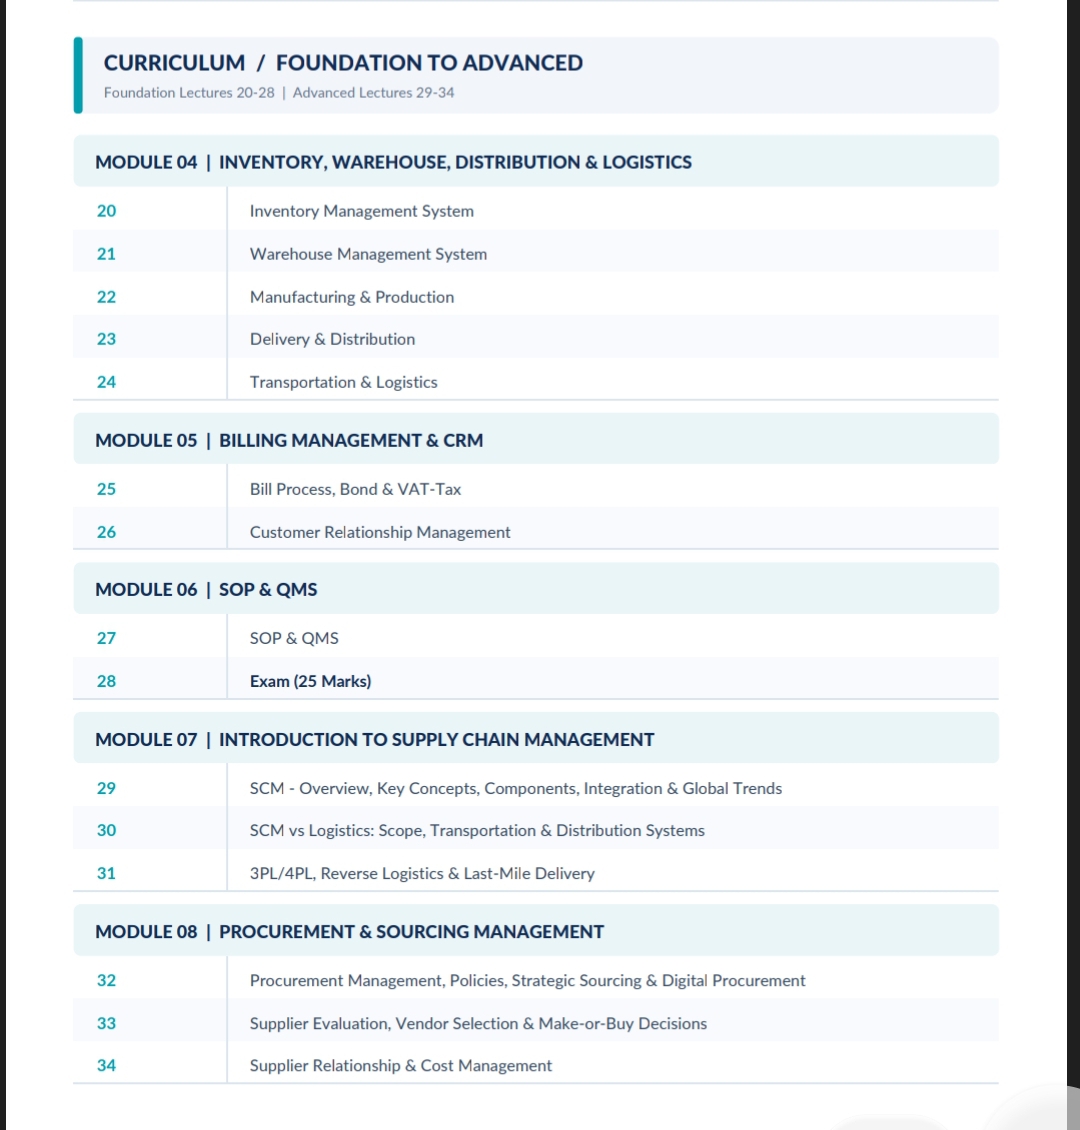 CURRICULUM / FOUNDATION TO ADVANCED
Foundation Lectures 20-28 | Advanced Lectures 29-34
MODULE 04 | INVENTORY, WAREHOUSE, DISTRIBUTION & LOGISTICS
20 Inventory Management System
21 Warehouse Management System
22 Manufacturing & Production
23 Delivery & Distribution
24 Transportation & Logistics
MODULE 05 | BILLING MANAGEMENT & CRM
25 Bill Process, Bond & VAT-Tax
26 Customer Relationship Management
MODULE 06 | SOP & QMS
27 SOP & QMS
28 Exam (25 Marks)
MODULE 07 | INTRODUCTION TO SUPPLY CHAIN MANAGEMENT
29 SCM - Overview, Key Concepts, Components, Integration & Global Trends
30 SCM vs Logistics: Scope, Transportation & Distribution Systems
31 3PL/4PL, Reverse Logistics & Last-Mile Delivery
MODULE 08 | PROCUREMENT & SOURCING MANAGEMENT
32 Procurement Management, Policies, Strategic Sourcing & Digital Procurement
33 Supplier Evaluation, Vendor Selection & Make-or-Buy Decisions
34 Supplier Relationship & Cost Management